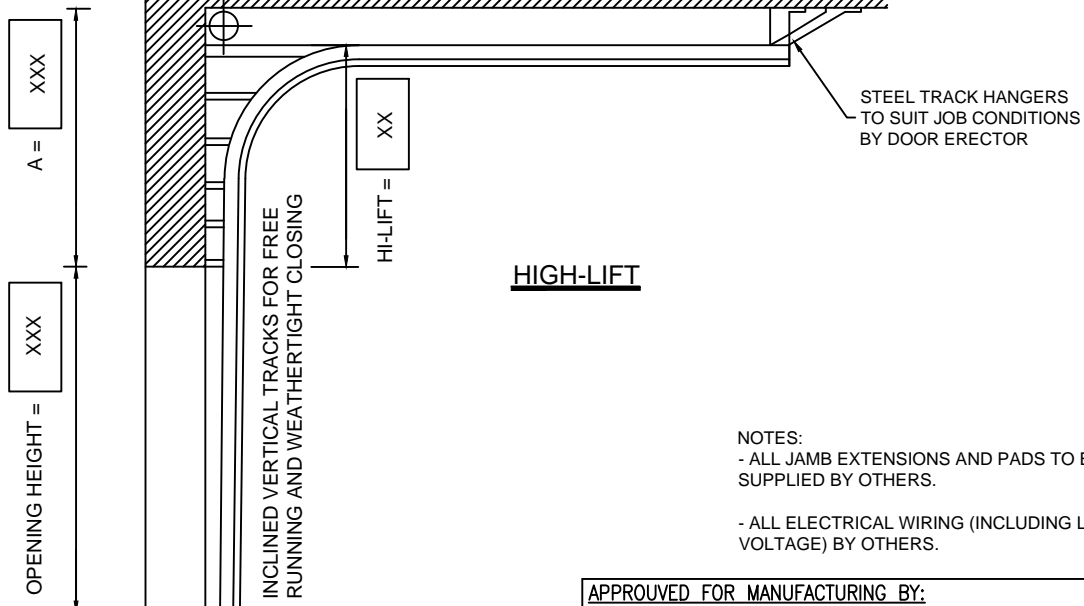 XXX
A =
XX
HI-LIFT =
STEEL TRACK HANGERS
TO SUIT JOB CONDITIONS
BY DOOR ERECTOR
INCLINED VERTICAL TRACKS FOR FREE
RUNNING AND WEATHERTIGHT CLOSING
HIGH-LIFT
XXX
OPENING HEIGHT =
NOTES:
- ALL JAMB EXTENSIONS AND PADS TO
SUPPLIED BY OTHERS.
- ALL ELECTRICAL WIRING (INCLUDING
VOLTAGE) BY OTHERS.
APPROUVED FOR MANUFACTURING BY: